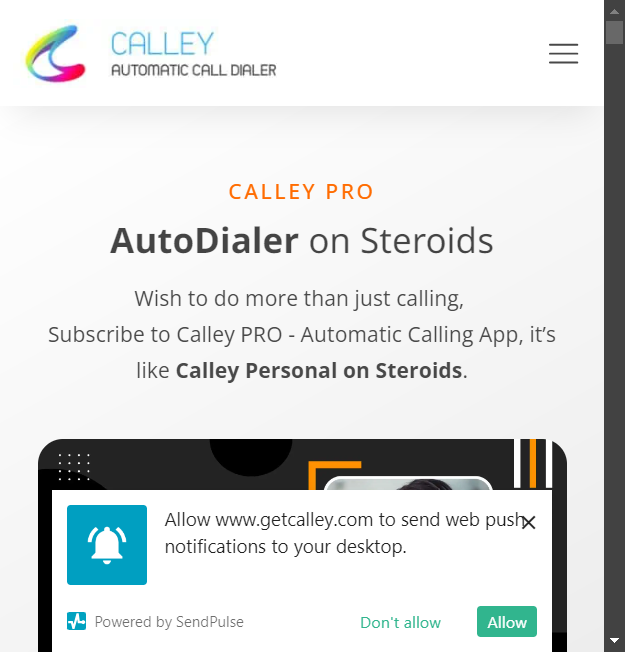 CALLEY
AUTOMATIC CALL DIALER
CALLEY PRO
AutoDialer on Steroids
Wish to do more than just calling,
Subscribe to Calley PRO - Automatic Calling App, it’s
like Calley Personal on Steroids.
Allow www.getcalley.com to send web push
notifications to your desktop.
Powered by SendPulse
Don't allow
Allow